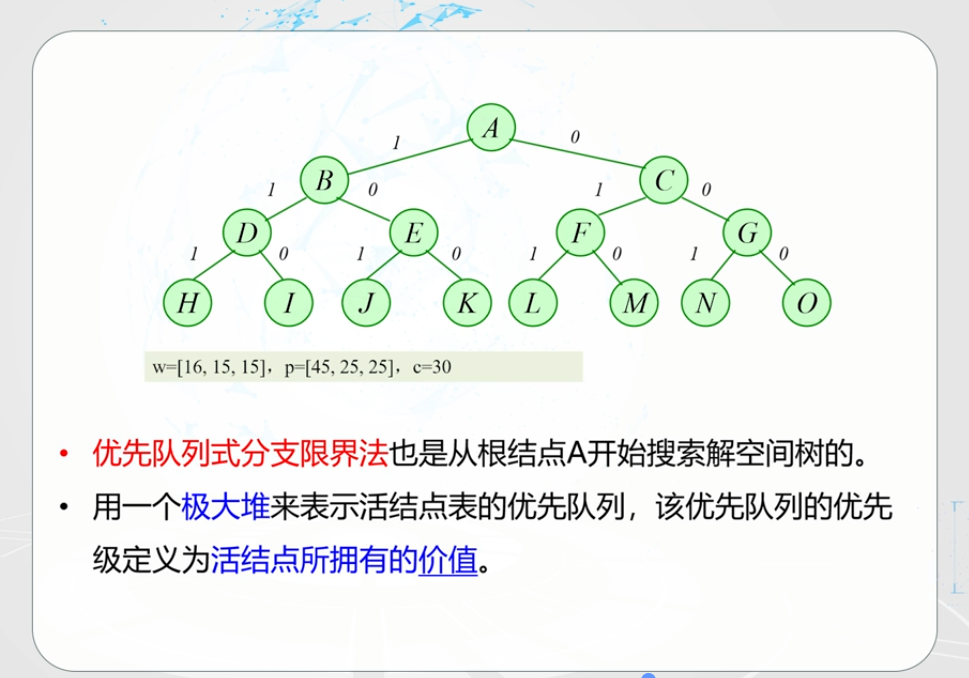 A
1 0
B C
1 0 1 0
D E F G
1 0 1 0 1 0 1 0
H I J K L M N O
w=[16, 15, 15]，p=[45, 25, 25]，c=30
• 优先队列式分支限界法也是从根结点A开始搜索解空间树的。
• 用一个极大堆来表示活结点表的优先队列，该优先队列的优先
级定义为活结点所拥有的价值。